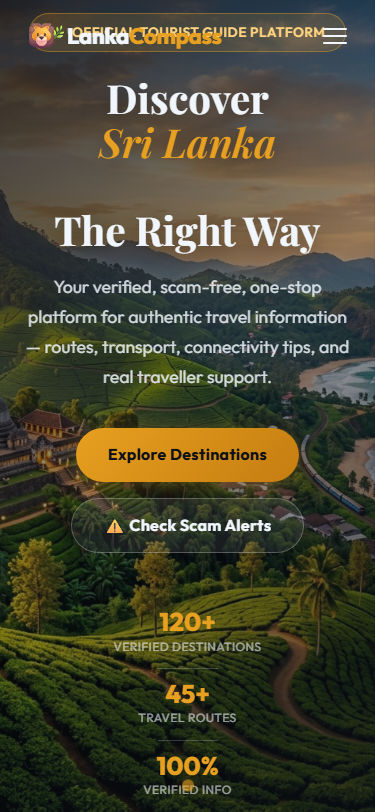 OFFICIAL TOURIST GUIDE PLATFORM
LankaCompass
Discover
Sri Lanka
The Right Way
Your verified, scam-free, one-stop
platform for authentic travel information
— routes, transport, connectivity tips, and
real traveller support.
Explore Destinations
⚠️ Check Scam Alerts
120+
VERIFIED DESTINATIONS
45+
TRAVEL ROUTES
100%
VERIFIED INFO